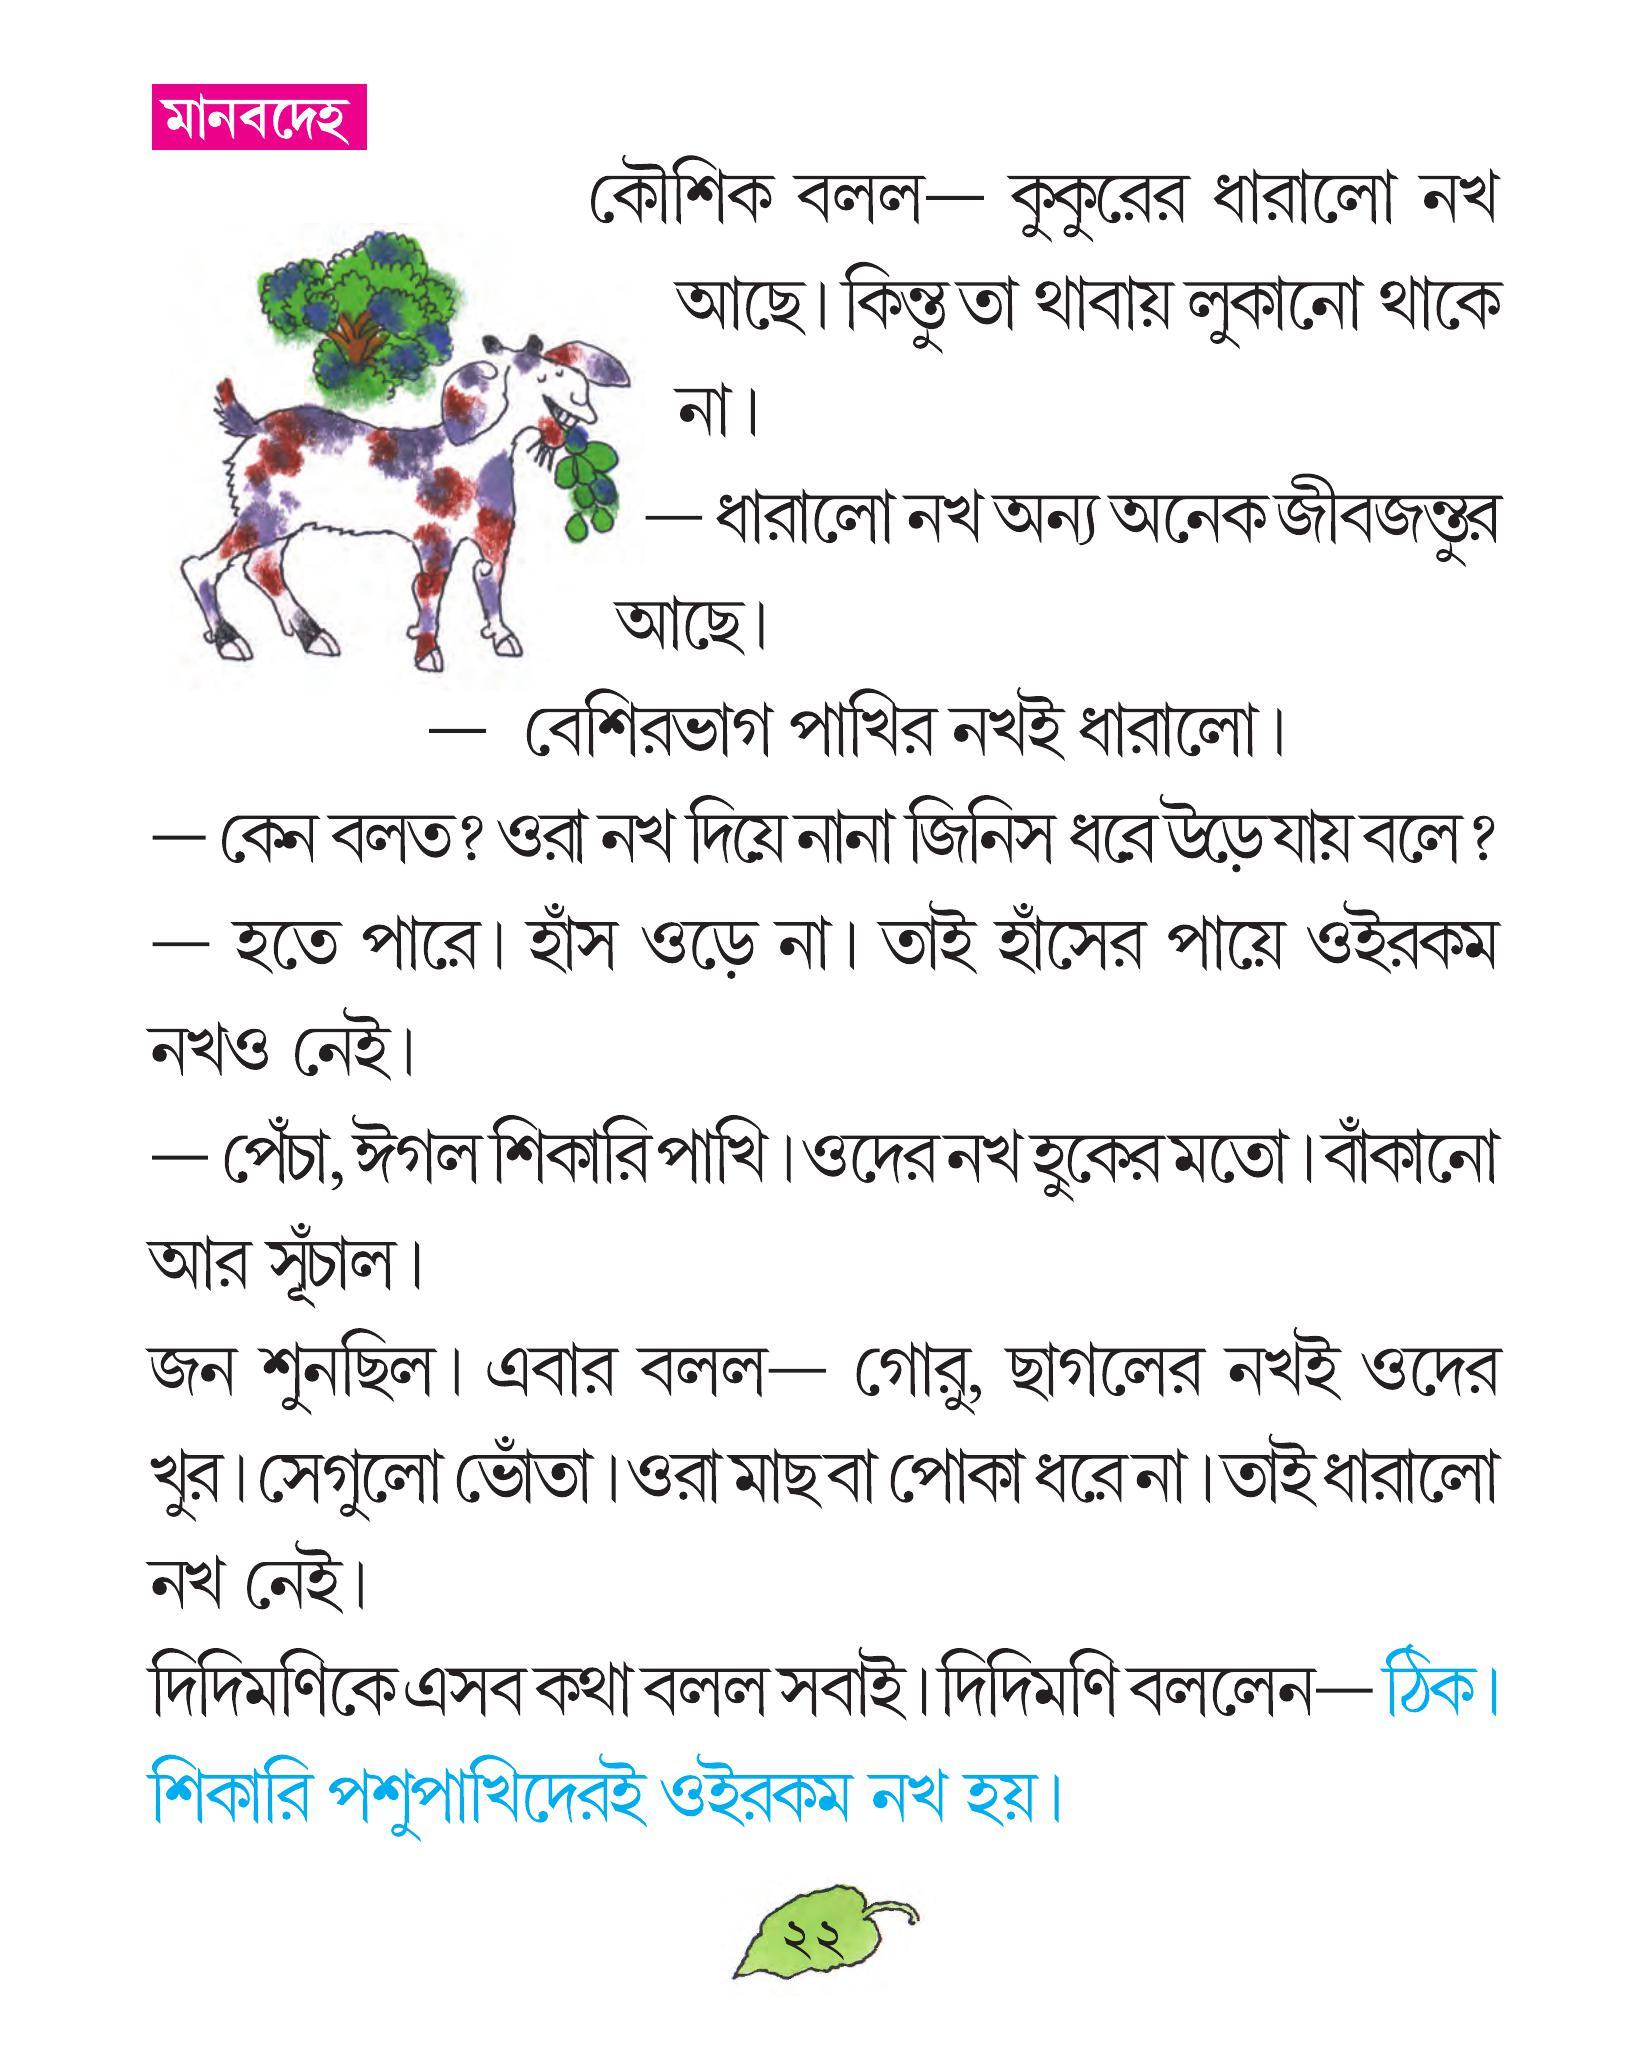 মানবদেহ
কৌশিক বলল— কুকুরের ধারালো নখ
আছে। কিন্তু তা থাবায় লুকানো থাকে
না।
— ধারালো নখ অন্য অনেক জীবজন্তুর
আছে।
— বেশিরভাগ পাখির নখই ধারালো।
— কেন বলত? ওরা নখ দিয়ে নানা জিনিস ধরে উড়ে যায় বলে?
— হতে পারে। হাঁস ওড়ে না। তাই হাঁসের পায়ে ওইরকম
নখও নেই।
— পেঁচা, ঈগল শিকারি পাখি। ওদের নখ হুকের মতো। বাঁকানো
আর সূঁচাল।
জন শুনছিল। এবার বলল— গোরু, ছাগলের নখই ওদের
খুর। সেগুলো ভোঁতা। ওরা মাছ বা পোকা ধরে না। তাই ধারালো
নখ নেই।
দিদিমণিকে এসব কথা বলল সবাই। দিদিমণি বললেন— ঠিক।
শিকারি পশুপাখিদেরই ওইরকম নখ হয়।
২২